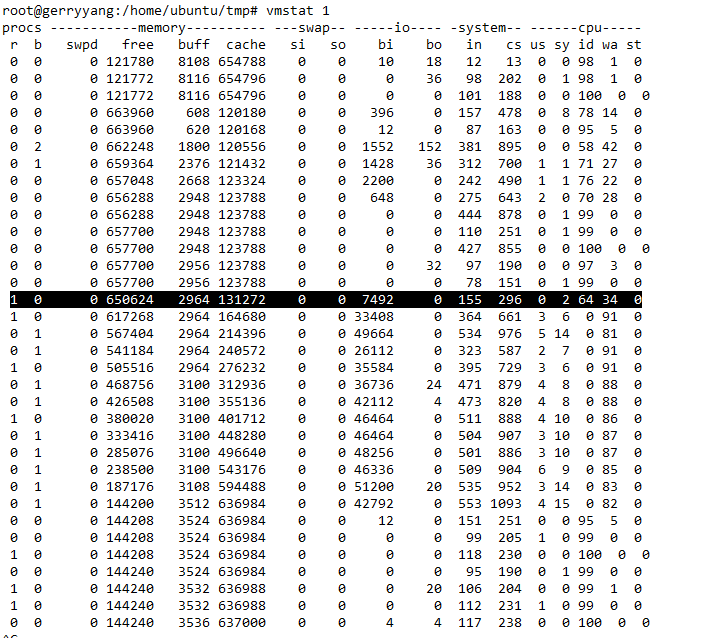 root@gerryyang:/home/ubuntu/tmp# vmstat 1
procs -----------memory---------- ---swap-- -----io---- -system-- ------cpu-----
 r  b   swpd   free   buff  cache   si   so    bi    bo   in   cs us sy id wa st
 0  0      0 121780   8108 654788    0    0    10    18   12   13  0  0 98  1  0
 0  0      0 121772   8116 654796    0    0     0    36   98  202  0  1 98  1  0
 0  0      0 121772   8116 654796    0    0     0     0  101  188  0  0 100  0  0
 0  0      0 663960    608 120180    0    0   396     0  157  478  0  8 78 14  0
 0  0      0 663960    620 120168    0    0    12     0   87  163  0  0 95  5  0
 0  2      0 662248   1800 120556    0    0  1552   152  381  895  0  0 58 42  0
 0  1      0 659364   2376 121432    0    0  1428    36  312  700  1  1 71 27  0
 0  0      0 657048   2668 123324    0    0  2200     0  242  490  1  1 76 22  0
 0  0      0 656288   2948 123788    0    0   648     0  275  643  2  0 70 28  0
 0  0      0 656288   2948 123788    0    0     0     0  444  878  0  1 99  0  0
 0  0      0 657700   2948 123788    0    0     0     0  110  251  0  1 99  0  0
 0  0      0 657700   2948 123788    0    0     0     0  427  855  0  0 100  0  0
 0  0      0 657700   2956 123788    0    0     0    32   97  190  0  0 97  3  0
 0  0      0 657700   2956 123788    0    0     0     0   78  151  0  1 99  0  0
 1  0      0 650624   2964 131272    0    0  7492     0  155  296  0  2 64 34  0
 1  0      0 617268   2964 164680    0    0 33408     0  364  661  3  6  0 91  0
 0  1      0 567404   2964 214396    0    0 49664     0  534  976  5 14  0 81  0
 0  1      0 541184   2964 240572    0    0 26112     0  323  587  2  7  0 91  0
 1  0      0 505516   2964 276232    0    0 35584     0  395  729  3  6  0 91  0
 0  1      0 468756   3100 312936    0    0 36736    24  471  879  4  8  0 88  0
 0  1      0 426508   3100 355136    0    0 42112     4  473  820  4  8  0 88  0
 1  0      0 380020   3100 401712    0    0 46464     0  511  888  4 10  0 86  0
 0  1      0 333416   3100 448280    0    0 46464     0  504  907  3 10  0 87  0
 0  1      0 285076   3100 496640    0    0 48256     0  501  886  3 10  0 87  0
 0  1      0 238500   3100 543176    0    0 46336     0  509  904  6  9  0 85  0
 0  1      0 187176   3108 594488    0    0 51200    20  535  952  3 14  0 83  0
 0  1      0 144200   3512 636984    0    0 42792     0  553 1093  4 15  0 82  0
 0  0      0 144208   3524 636984    0    0    12     0  151  251  0  0 95  5  0
 0  0      0 144208   3524 636984    0    0     0     0   99  205  1  0 99  0  0
 1  0      0 144208   3524 636984    0    0     0     0  118  230  0  0 100  0  0
 0  0      0 144240   3524 636984    0    0     0     0   95  190  0  1 99  0  0
 1  0      0 144240   3532 636988    0    0     0    20  106  204  0  0 99  1  0
 1  0      0 144240   3532 636988    0    0     0     0  112  231  1  0 99  0  0
 0  0      0 144240   3536 637000    0    0     4     4  117  238  0  0 100  0  0